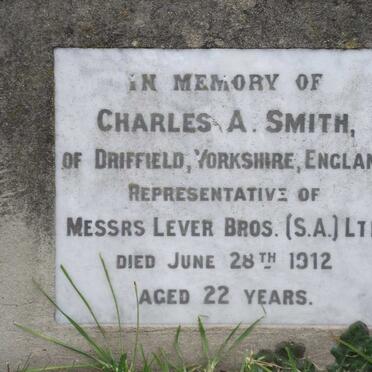 IN MEMORY OF
CHARLES A. SMITH,
OF DRIFFIELD, YORKSHIRE, ENGLAN
REPRESENTATIVE OF
MESSRS LEVER BROS. (S.A.) LT
DIED JUNE 28TH 1912
AGED 22 YEARS.